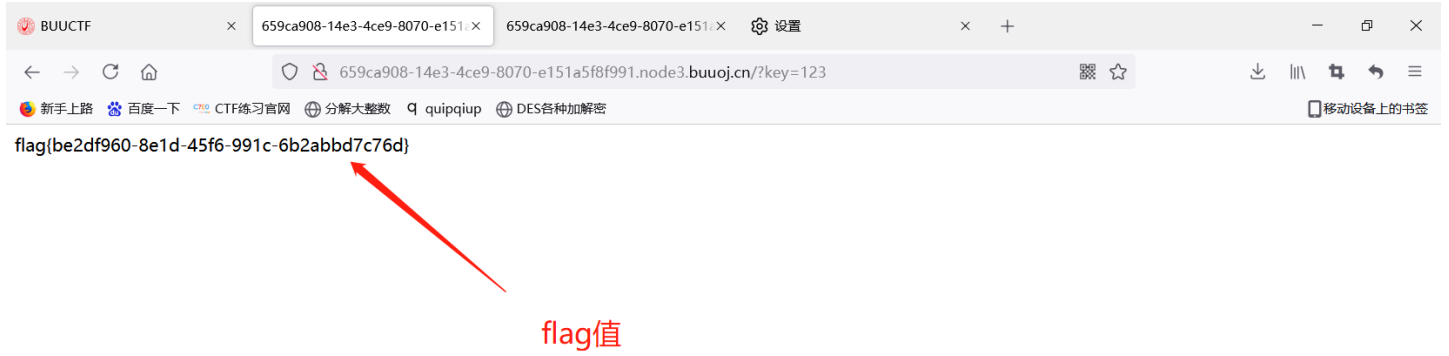 BUUCTF
659ca908-14e3-4ce9-8070-e151a
659ca908-14e3-4ce9-8070-e151a
设置
659ca908-14e3-4ce9-8070-e151a5f8f991.node3.buuoj.cn/?key=123
新手上路 百度一下 CTF练习官网 分解大整数 quipqiup DES各种加解密 移动设备上的书签
flag{be2df960-8e1d-45f6-991c-6b2abbd7c76d}
flag值